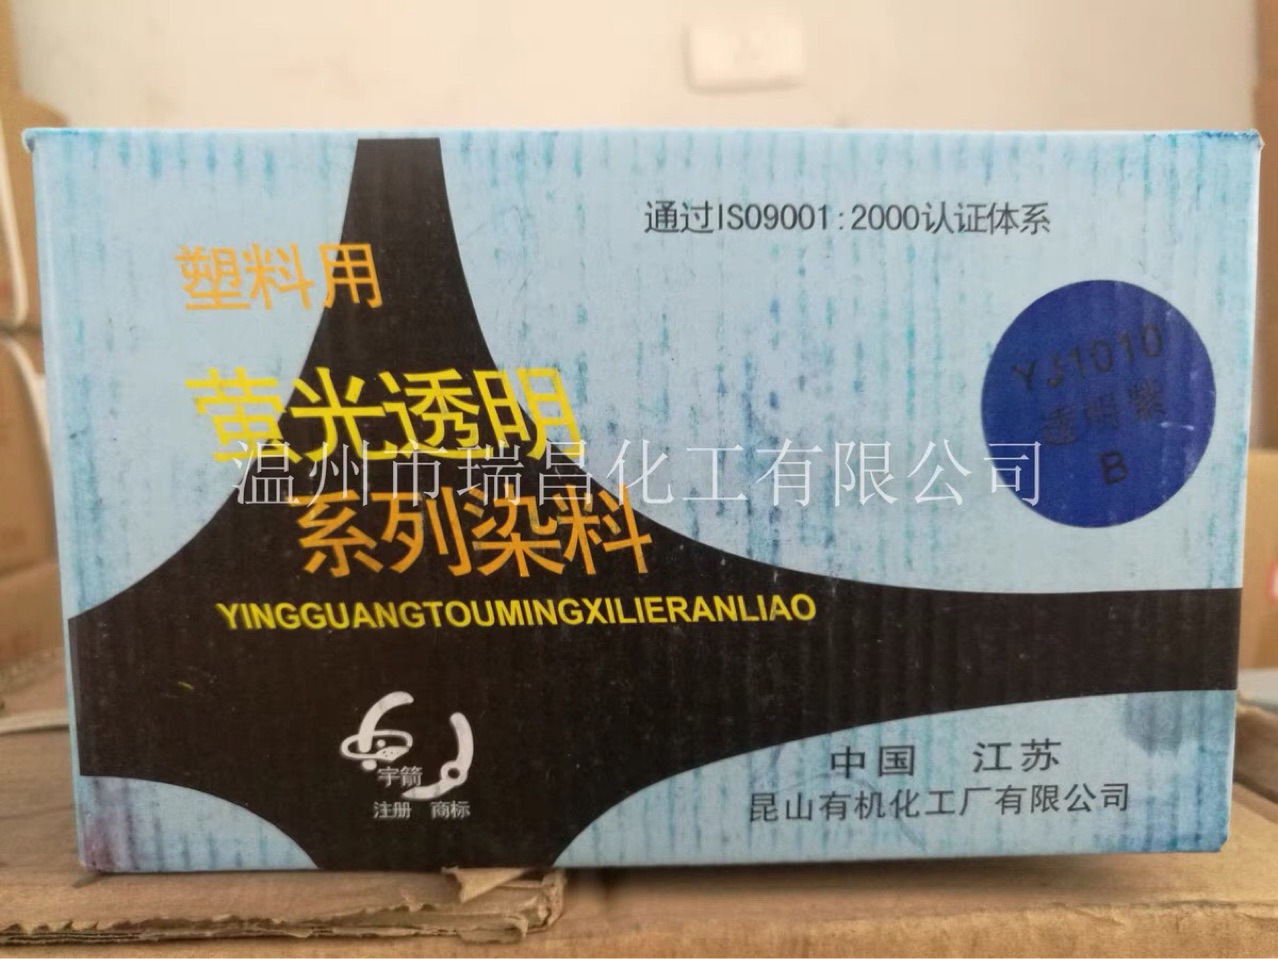 通过ISO9001:2000认证体系
塑料用
萤光透明
系列染料
YINGGUANGTOUMINGXILIERANLIAO
YJ1010
透明紫
B
温州市瑞昌化工有限公司
宇箭
注册 商标
中国 江苏
昆山有机化工厂有限公司